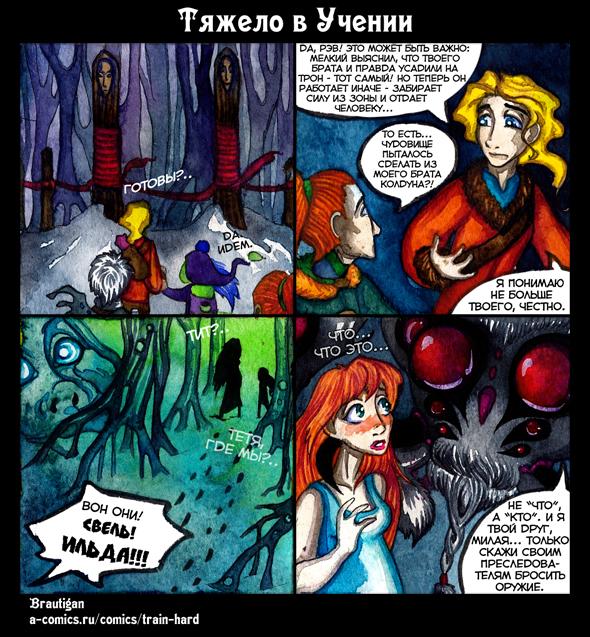 Тяжело в Учении
ГОТОВЫ?..
ДА.
ИДЕМ.
ДА, РЭВ! ЭТО МОЖЕТ БЫТЬ ВАЖНО:
МЕЛКИЙ ВЫЯСНИЛ, ЧТО ТВОЕГО
БРАТА И ПРАВДА УСАДИЛИ НА
ТРОН - ТОТ САМЫЙ! НО ТЕПЕРЬ ОН
РАБОТАЕТ ИНАЧЕ - ЗАБИРАЕТ
СИЛУ ИЗ ЗОНЫ И ОТДАЕТ
ЧЕЛОВЕКУ...
ТО ЕСТЬ...
ЧУДОВИЩЕ
ПЫТАЛОСЬ
СДЕЛАТЬ ИЗ
МОЕГО БРАТА
КОЛДУНА?!
Я ПОНИМАЮ
НЕ БОЛЬШЕ
ТВОЕГО, ЧЕСТНО.
ТИТ?..
ТЕТЯ,
ГДЕ МЫ?..
ВОН ОНИ!
СВЕЛЬ!
ИЛЬДА!!!
ЧТО...
ЧТО ЭТО...
НЕ "ЧТО",
А "КТО". И Я
ТВОЙ ДРУГ,
МИЛАЯ... ТОЛЬКО
СКАЖИ СВОИМ
ПРЕСЛЕДОВА-
ТЕЛЯМ БРОСИТЬ
ОРУЖИЕ.
Brautigan
a-comics.ru/comics/train-hard